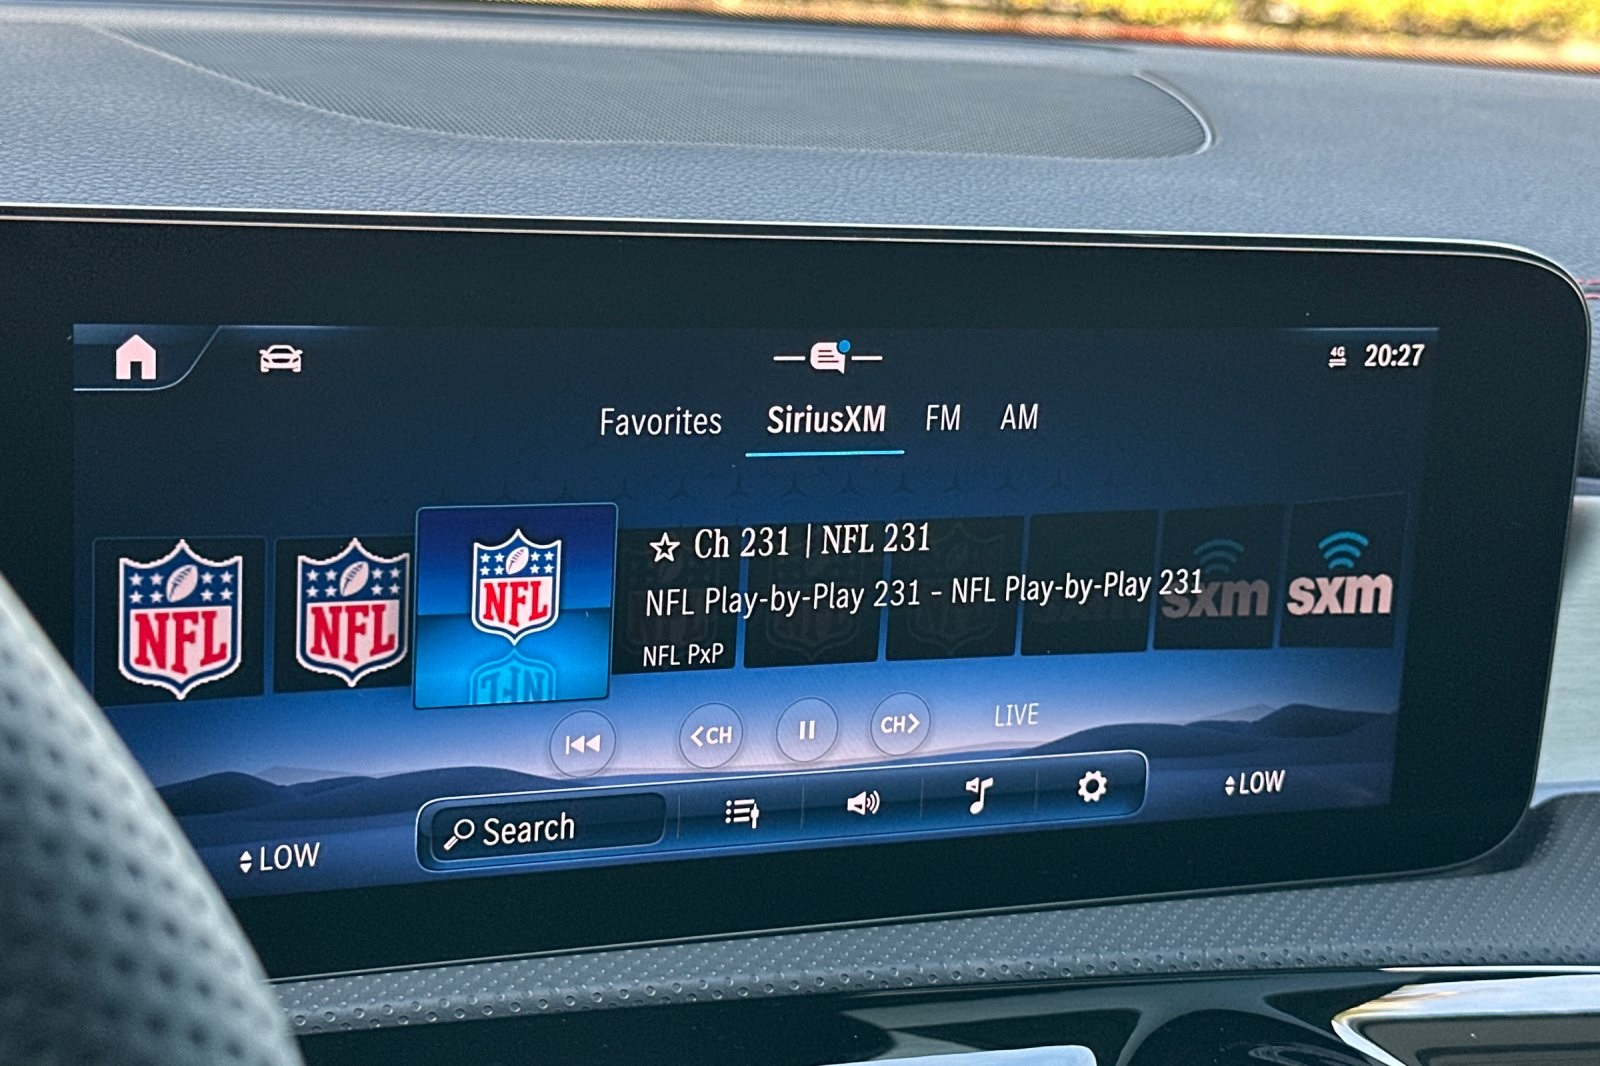 4G 20:27
Favorites SiriusXM FM AM
☆ Ch 231 | NFL 231
NFL Play-by-Play 231 - NFL Play-by-Play 231
NFL PxP
NFL
NFL
NFL
sxm
sxm
<CH
CH>
LIVE
Search
LOW
LOW